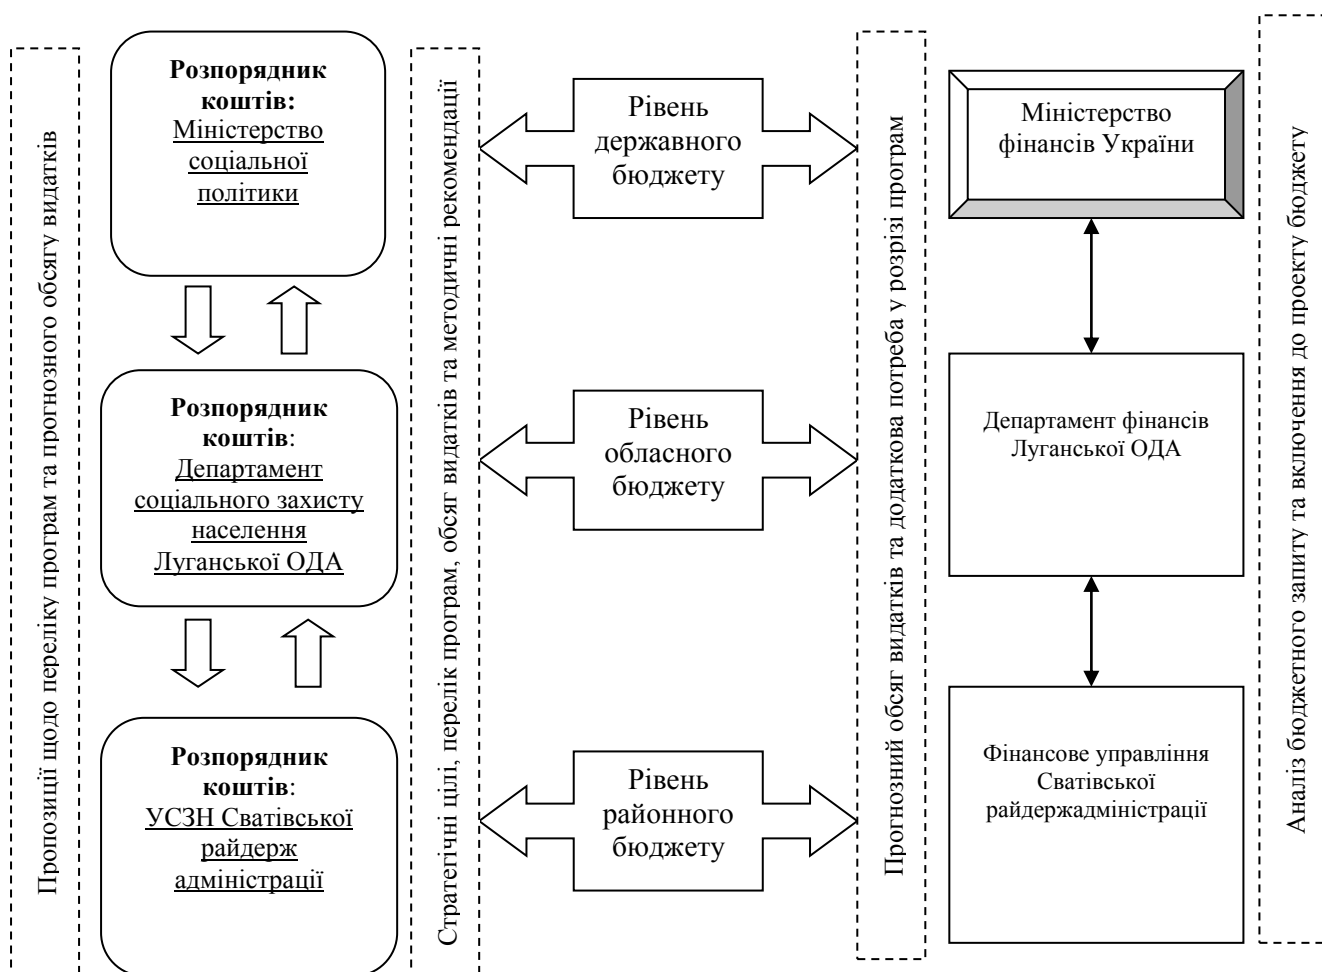 Пропозиції щодо переліку програм та прогнозного обсягу видатків
Розпорядник
коштів:
Міністерство
соціальної
політики
Розпорядник
коштів:
Департамент
соціального захисту
населення
Луганської ОДА
Розпорядник
коштів:
УСЗН Сватівської
райдерж
адміністрації
Стратегічні цілі, перелік програм, обсяг видатків та методичні рекомендації
Рівень
державного
бюджету
Рівень
обласного
бюджету
Рівень
районного
бюджету
Прогнозний обсяг видатків та додаткова потреба у розрізі програм
Міністерство
фінансів України
Департамент фінансів
Луганської ОДА
Фінансове управління
Сватівської
райдержадміністрації
Аналіз бюджетного запиту та включення до проекту бюджету